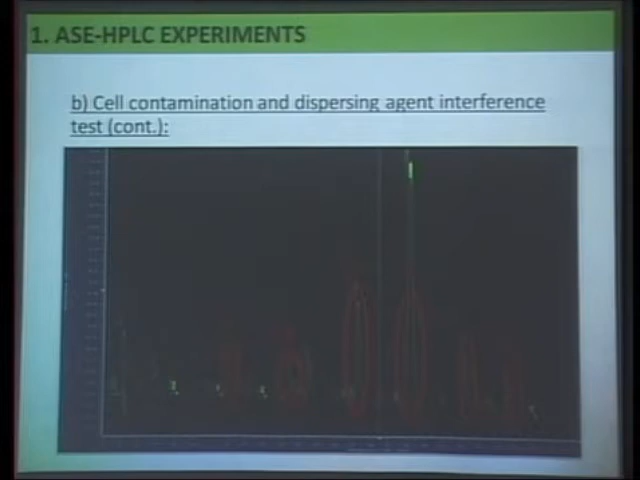 1. ASE-HPLC EXPERIMENTS
b) Cell contamination and dispersing agent interference
test (cont.):